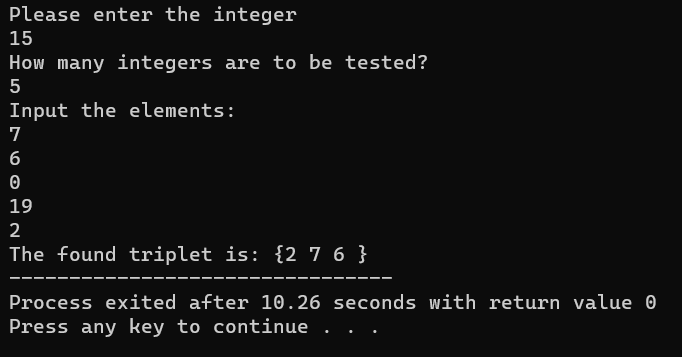 Please enter the integer
15
How many integers are to be tested?
5
Input the elements:
7
6
0
19
2
The found triplet is: {2 7 6 }
--------------------------------
Process exited after 10.26 seconds with return value 0
Press any key to continue . . .